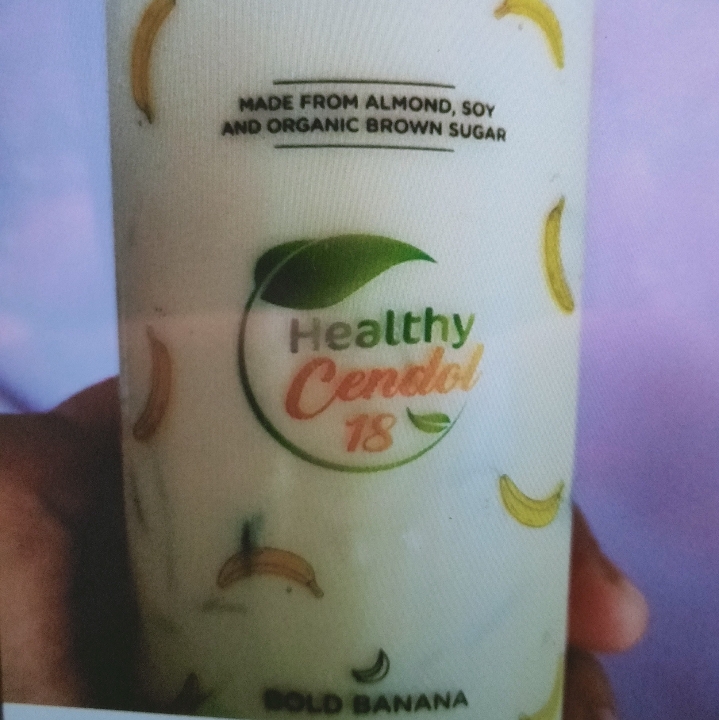 MADE FROM ALMOND, SOY
AND ORGANIC BROWN SUGAR
Healthy
Cendol
18
BOLD BANANA